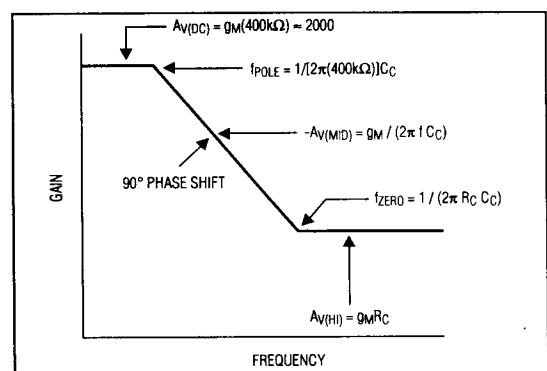 AV(DC) = gM(400kΩ) ≈ 2000
fPOLE = 1/[2π(400kΩ)]CC
-AV(MID) = gM / (2π f CC)
90° PHASE SHIFT
GAIN
fZERO = 1 / (2π RC CC)
AV(HI) = gMRC
FREQUENCY